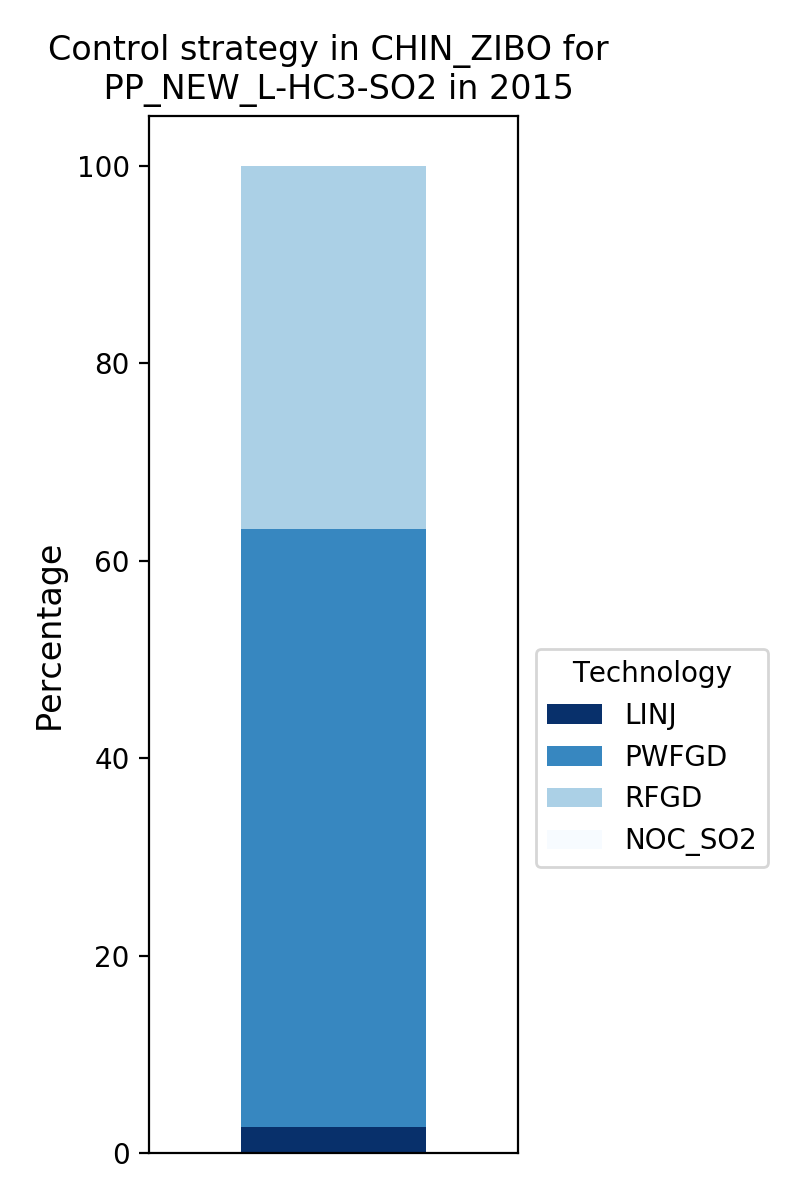 Control strategy in CHIN_ZIBO for
PP_NEW_L-HC3-SO2 in 2015
100
80
60
40
20
0
Percentage
Technology
LINJ
PWFGD
RFGD
NOC_SO2